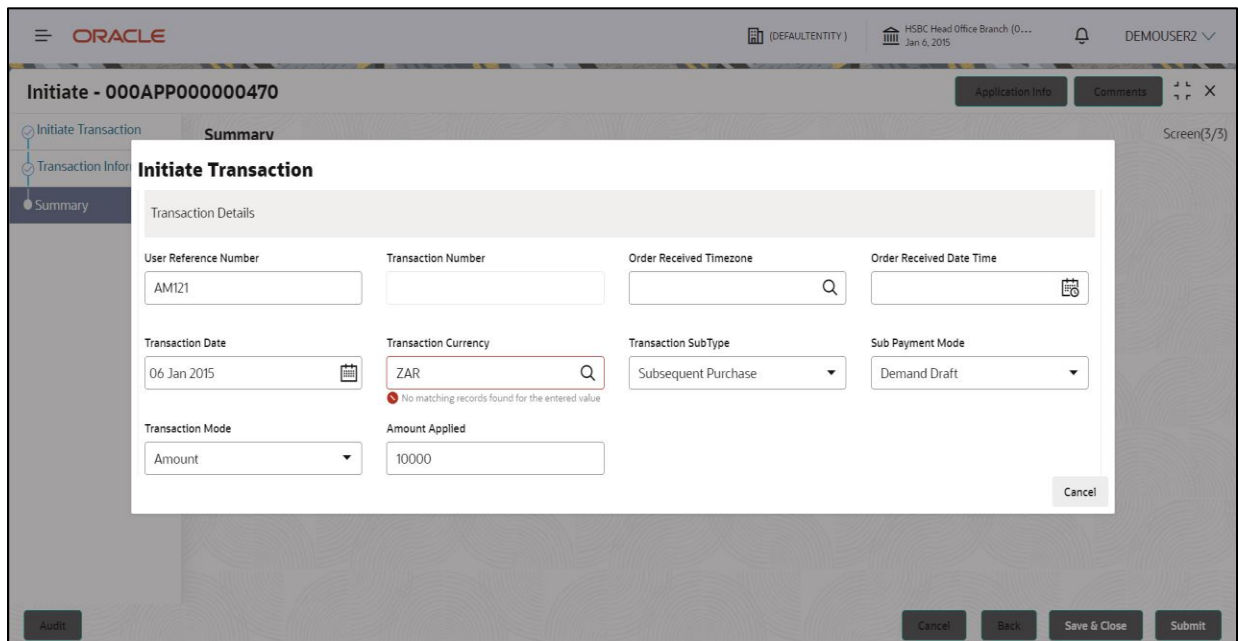 ORACLE
(DEFAULTENTITY )
HSBC Head Office Branch (0...
Jan 6, 2015
DEMOUSER2
Initiate - 000APP000000470
Application Info
Comments
Initiate Transaction
Summary
Screen(3/3)
Transaction Infor
Summary
Initiate Transaction
Transaction Details
User Reference Number
Transaction Number
Order Received Timezone
Order Received Date Time
AM121
Transaction Date
Transaction Currency
Transaction SubType
Sub Payment Mode
06 Jan 2015
ZAR
Subsequent Purchase
Demand Draft
No matching records found for the entered value
Transaction Mode
Amount Applied
Amount
10000
Cancel
Audit
Cancel
Back
Save & Close
Submit